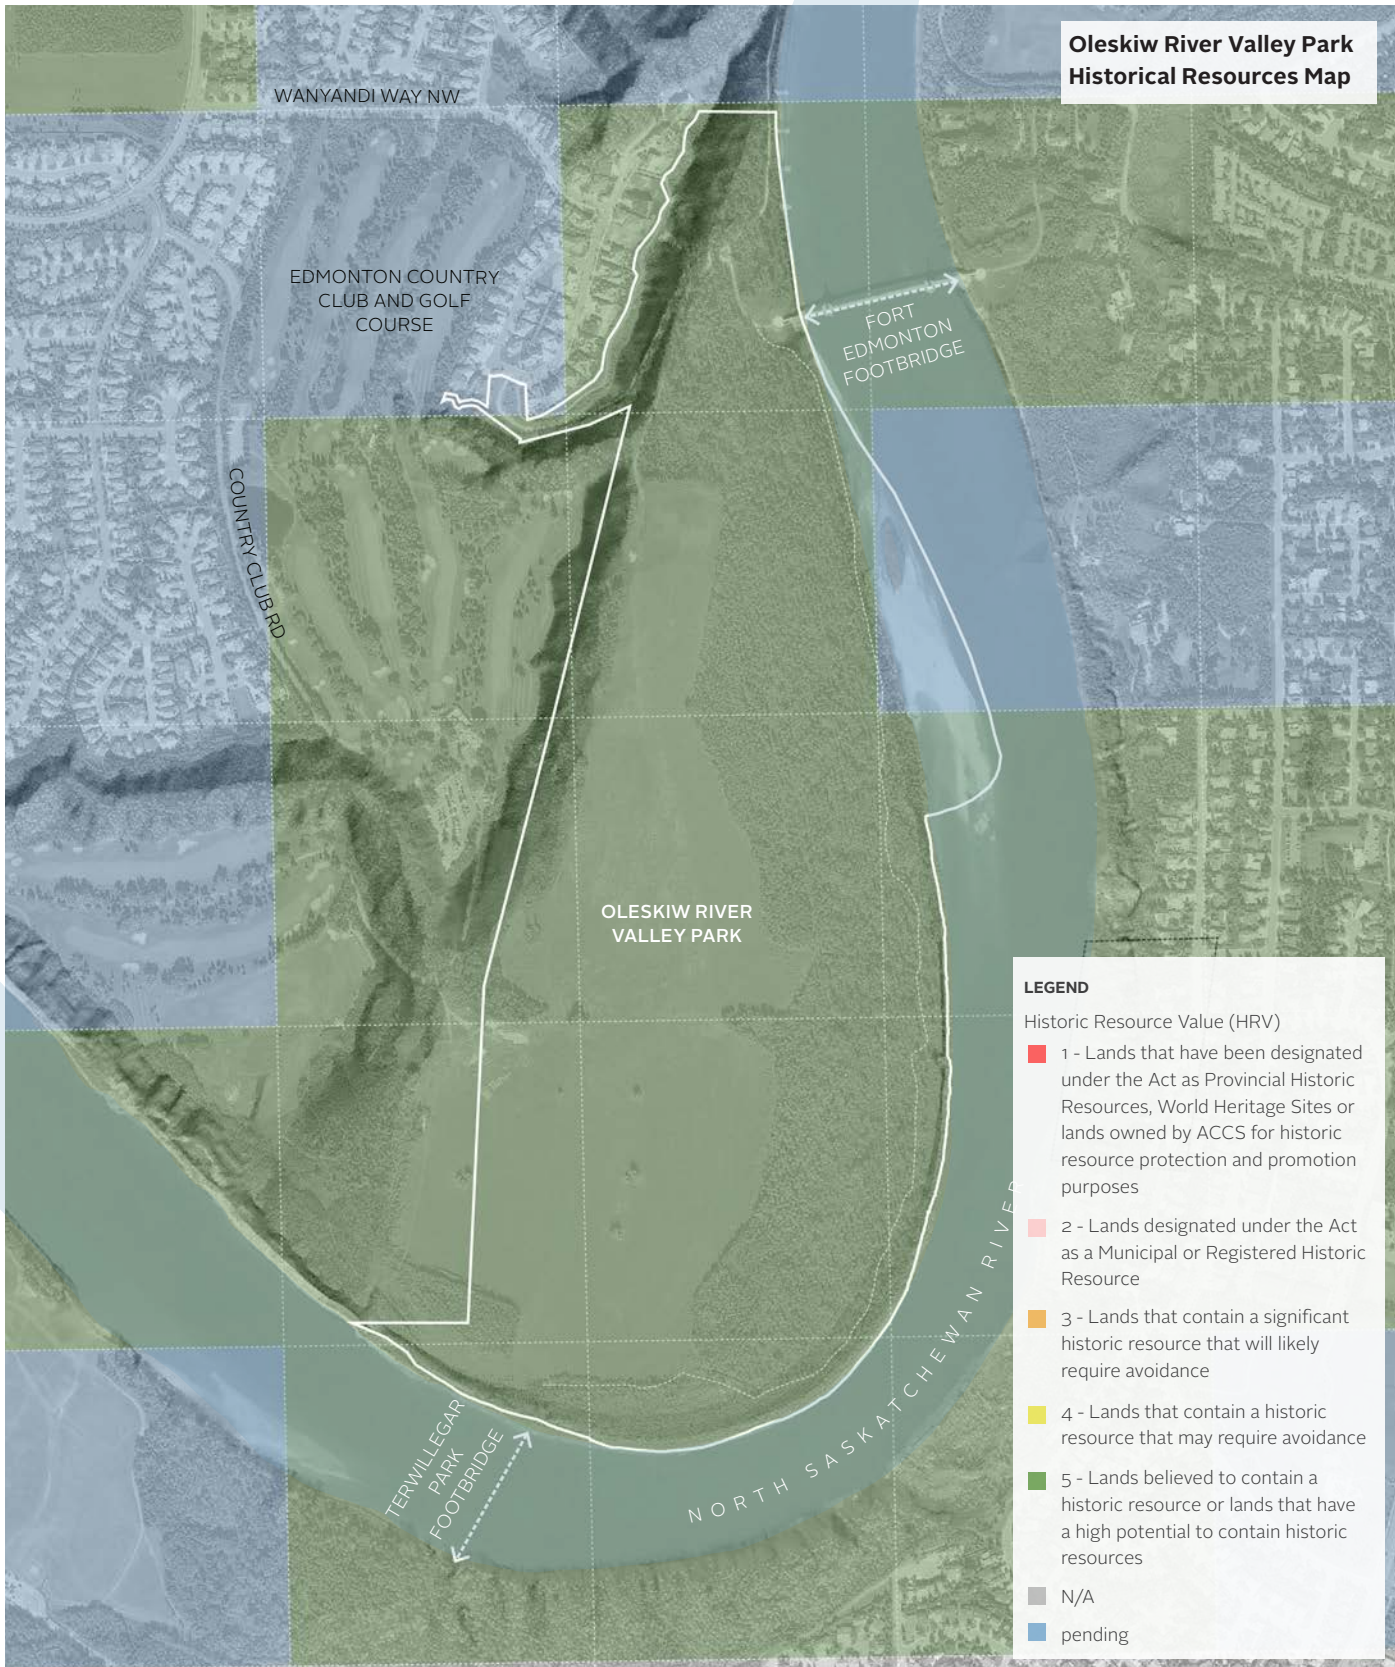 Oleskiw River Valley Park
Historical Resources Map
WANYANDI WAY NW
EDMONTON COUNTRY
CLUB AND GOLF
COURSE
FORT
EDMONTON
FOOTBRIDGE
COUNTRY CLUB RD
OLESKIW RIVER
VALLEY PARK
TERWILLEGAR
PARK
FOOTBRIDGE
NORTH SASKATCHEWAN RIVER
LEGEND
Historic Resource Value (HRV)
1 - Lands that have been designated
under the Act as Provincial Historic
Resources, World Heritage Sites or
lands owned by ACCS for historic
resource protection and promotion
purposes
2 - Lands designated under the Act
as a Municipal or Registered Historic
Resource
3 - Lands that contain a significant
historic resource that will likely
require avoidance
4 - Lands that contain a historic
resource that may require avoidance
5 - Lands believed to contain a
historic resource or lands that have
a high potential to contain historic
resources
N/A
pending